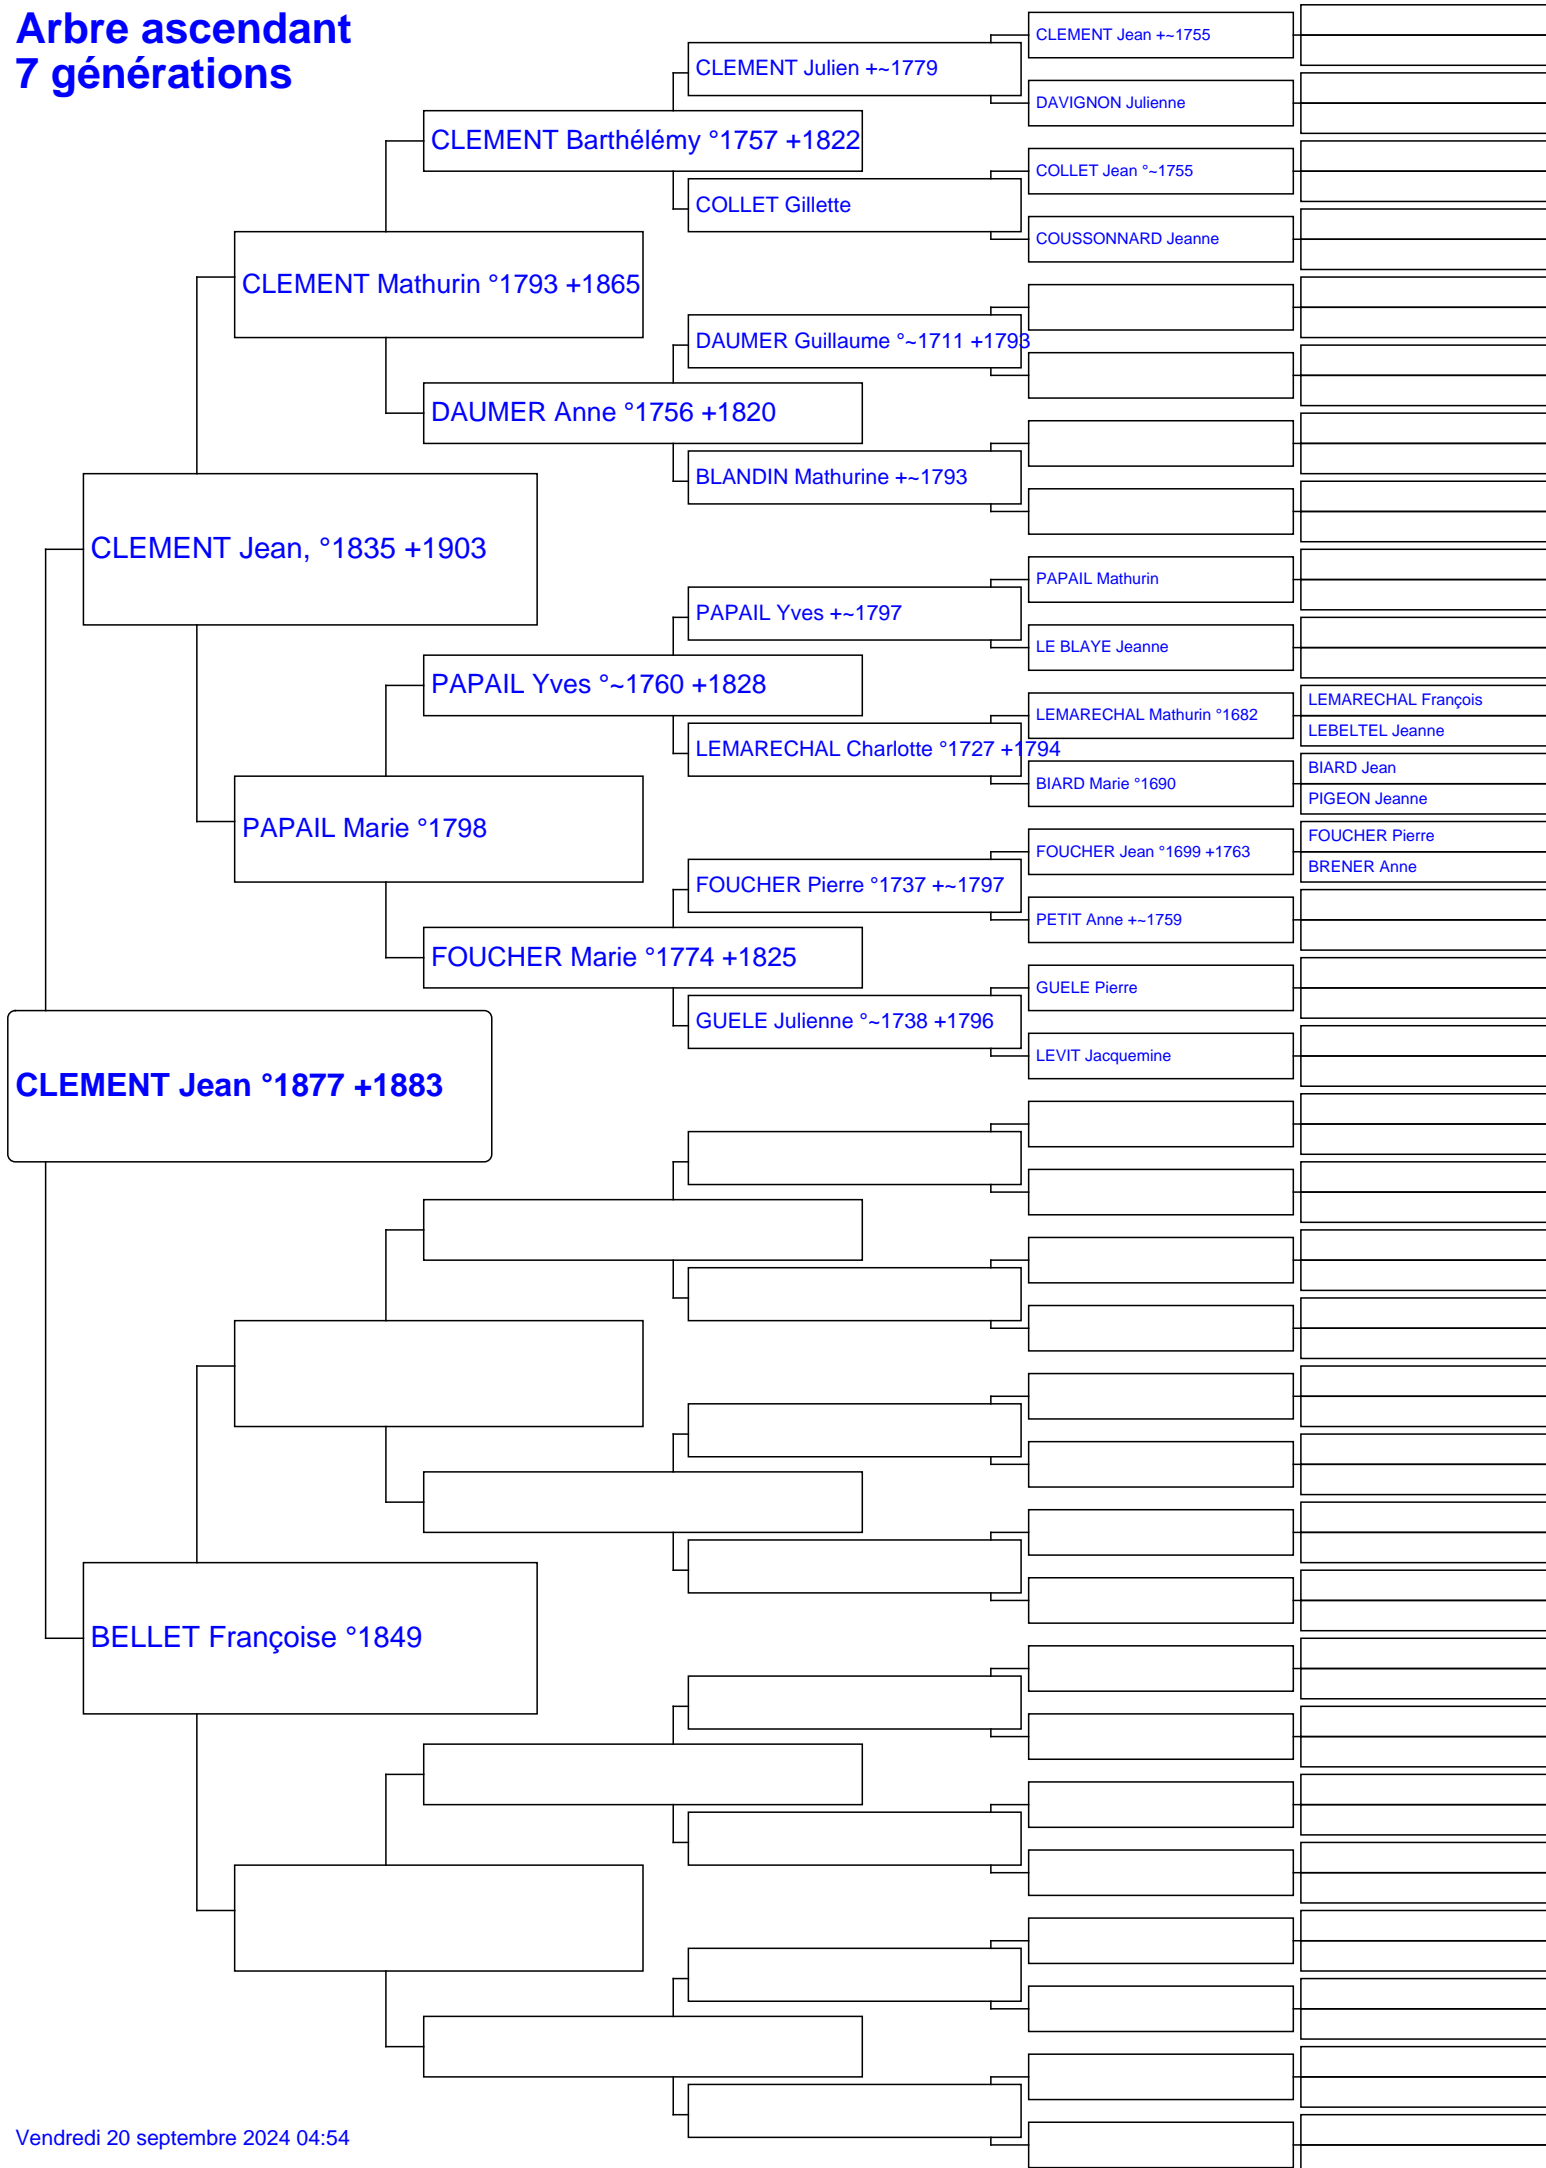 Arbre ascendant
7 générations
CLEMENT Jean +~1755
CLEMENT Julien +~1779
DAVIGNON Julienne
CLEMENT Barthélémy °1757 +1822
COLLET Jean °~1755
COLLET Gillette
COUSSONNARD Jeanne
CLEMENT Mathurin °1793 +1865
DAUMER Guillaume °~1711 +1793
DAUMER Anne °1756 +1820
BLANDIN Mathurine +~1793
CLEMENT Jean, °1835 +1903
PAPAIL Mathurin
PAPAIL Yves +~1797
LE BLAYE Jeanne
PAPAIL Yves °~1760 +1828
LEMARECHAL François
LEMARECHAL Mathurin °1682
LEBELTEL Jeanne
LEMARECHAL Charlotte °1727 +1794
BIARD Jean
BIARD Marie °1690
PIGEON Jeanne
PAPAIL Marie °1798
FOUCHER Pierre
FOUCHER Jean °1699 +1763
BRENER Anne
FOUCHER Pierre °1737 +~1797
PETIT Anne +~1759
FOUCHER Marie °1774 +1825
GUELE Pierre
GUELE Julienne °~1738 +1796
LEVIT Jacquemine
CLEMENT Jean °1877 +1883
BELLET Françoise °1849
Vendredi 20 septembre 2024 04:54